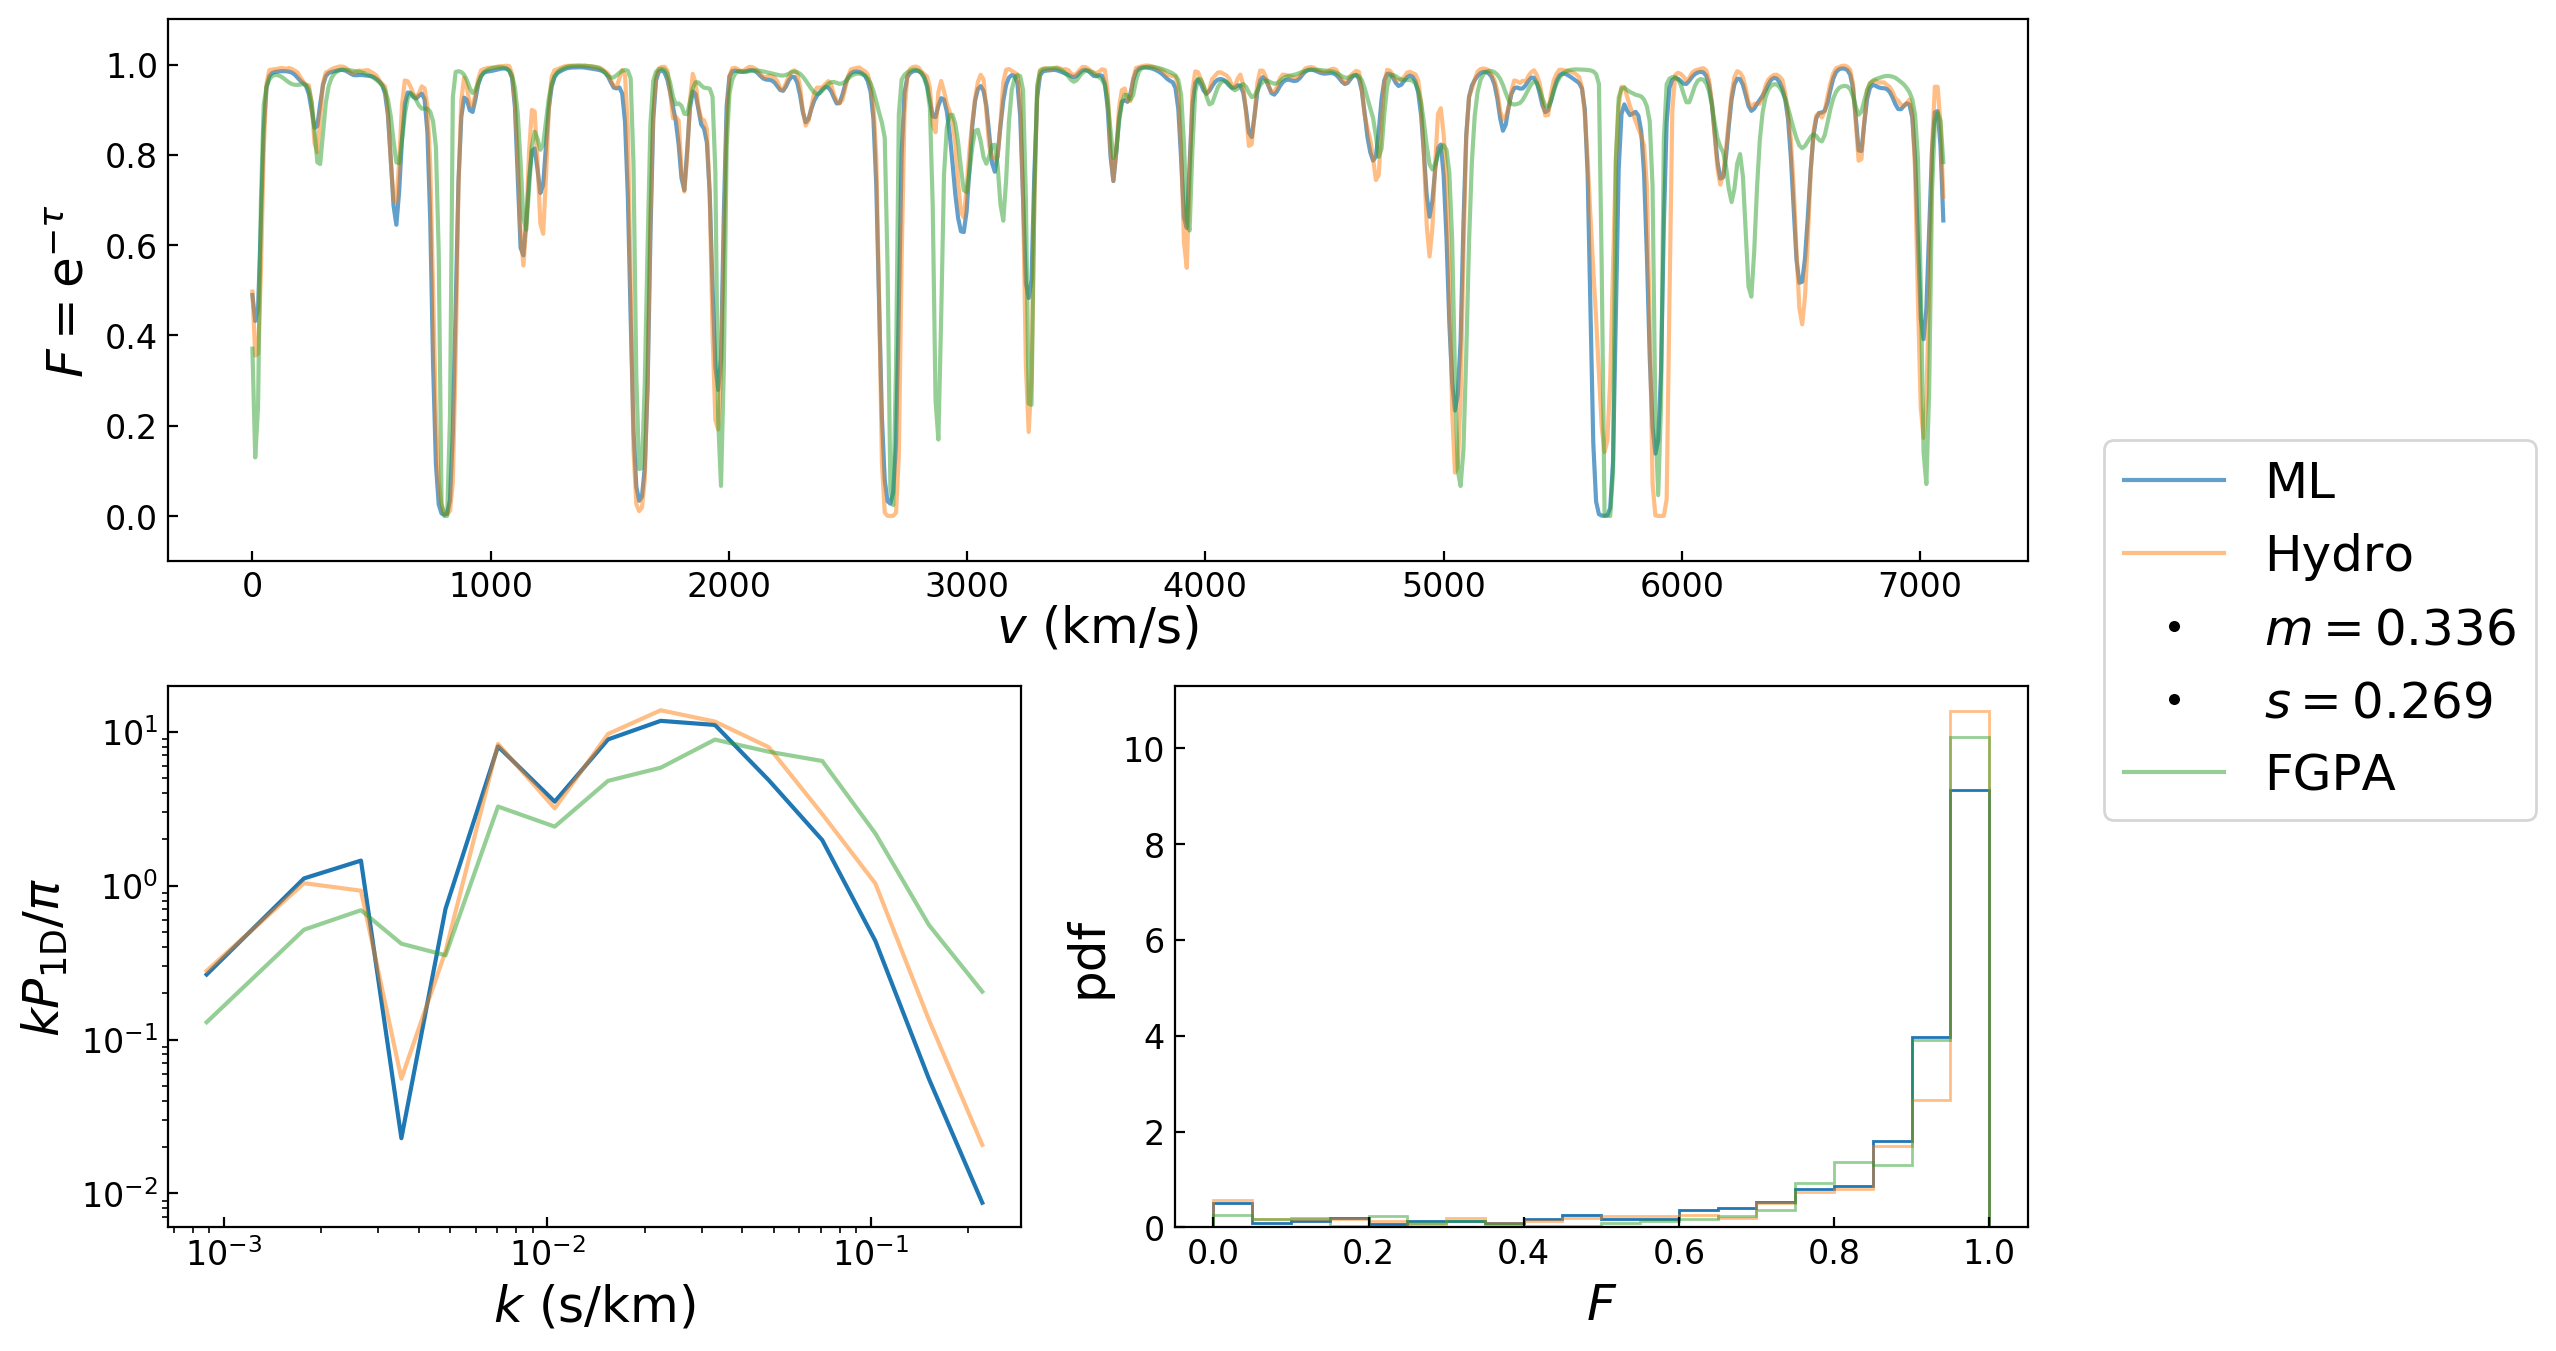 1.0
0.8
0.6
0.4
0.2
0.0
F = e^{−τ}
0 1000 2000 3000 4000 5000 6000 7000
v (km/s)
ML
Hydro
m = 0.336
s = 0.269
FGPA
10^1
10^0
10^{−1}
10^{−2}
kP_{1D}/π
10^{−3} 10^{−2} 10^{−1}
k (s/km)
10
8
6
4
2
0
pdf
0.0 0.2 0.4 0.6 0.8 1.0
F